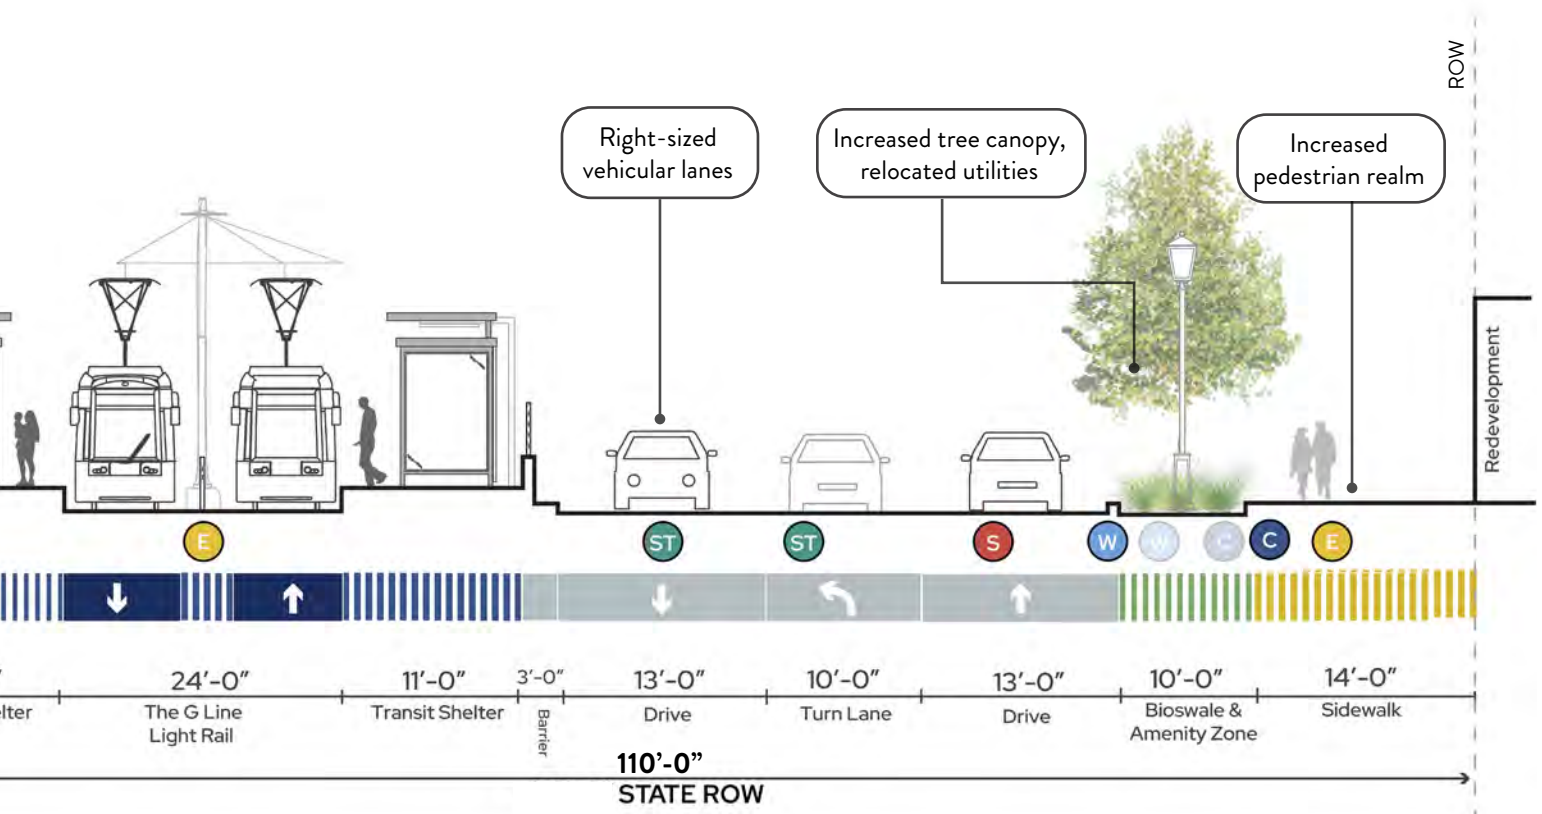 ROW
Right-sized
vehicular lanes
Increased tree canopy,
relocated utilities
Increased
pedestrian realm
Redevelopment
E
ST
ST
S
W
W
C
C
E
24'-0"
11'-0"
3'-0"
13'-0"
10'-0"
13'-0"
10'-0"
14'-0"
lter
The G Line
Light Rail
Transit Shelter
Barrier
Drive
Turn Lane
Drive
Bioswale &
Amenity Zone
Sidewalk
110'-0"
STATE ROW